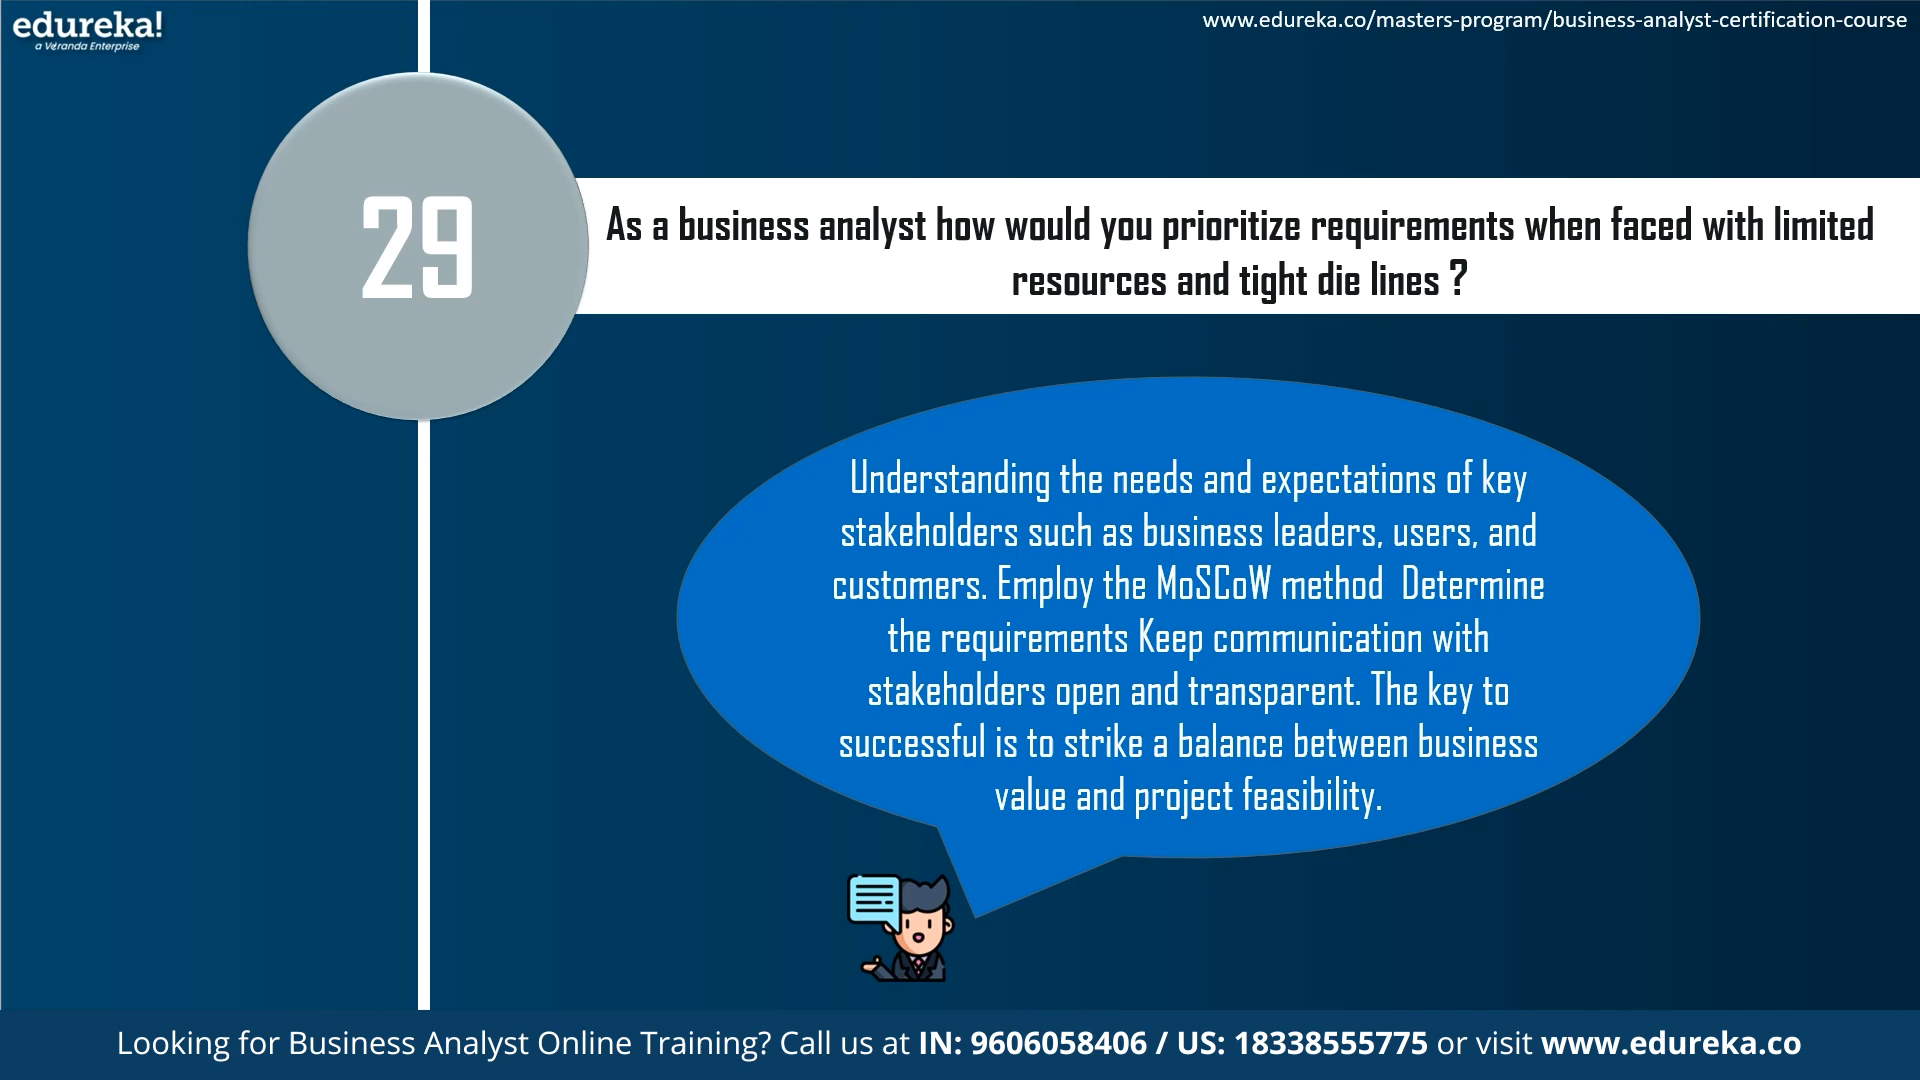 edureka!
a Veranda Enterprise
www.edureka.co/masters-program/business-analyst-certification-course
29
As a business analyst how would you prioritize requirements when faced with limited
resources and tight die lines ?
Understanding the needs and expectations of key
stakeholders such as business leaders, users, and
customers. Employ the MoSCoW method  Determine
the requirements Keep communication with
stakeholders open and transparent. The key to
successful is to strike a balance between business
value and project feasibility.
Looking for Business Analyst Online Training? Call us at IN: 9606058406 / US: 18338555775 or visit www.edureka.co